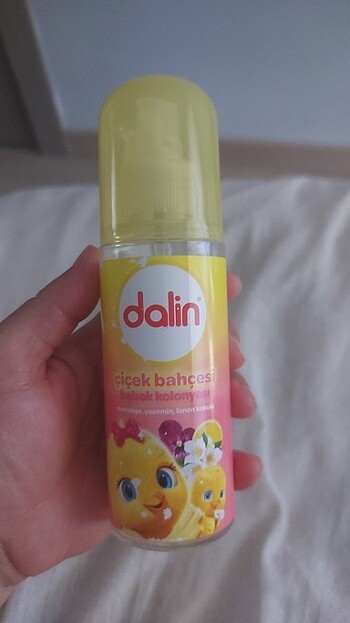 dalin
çiçek bahçesi
bebek kolonyası
menekşe, yasemin, limon kokulu